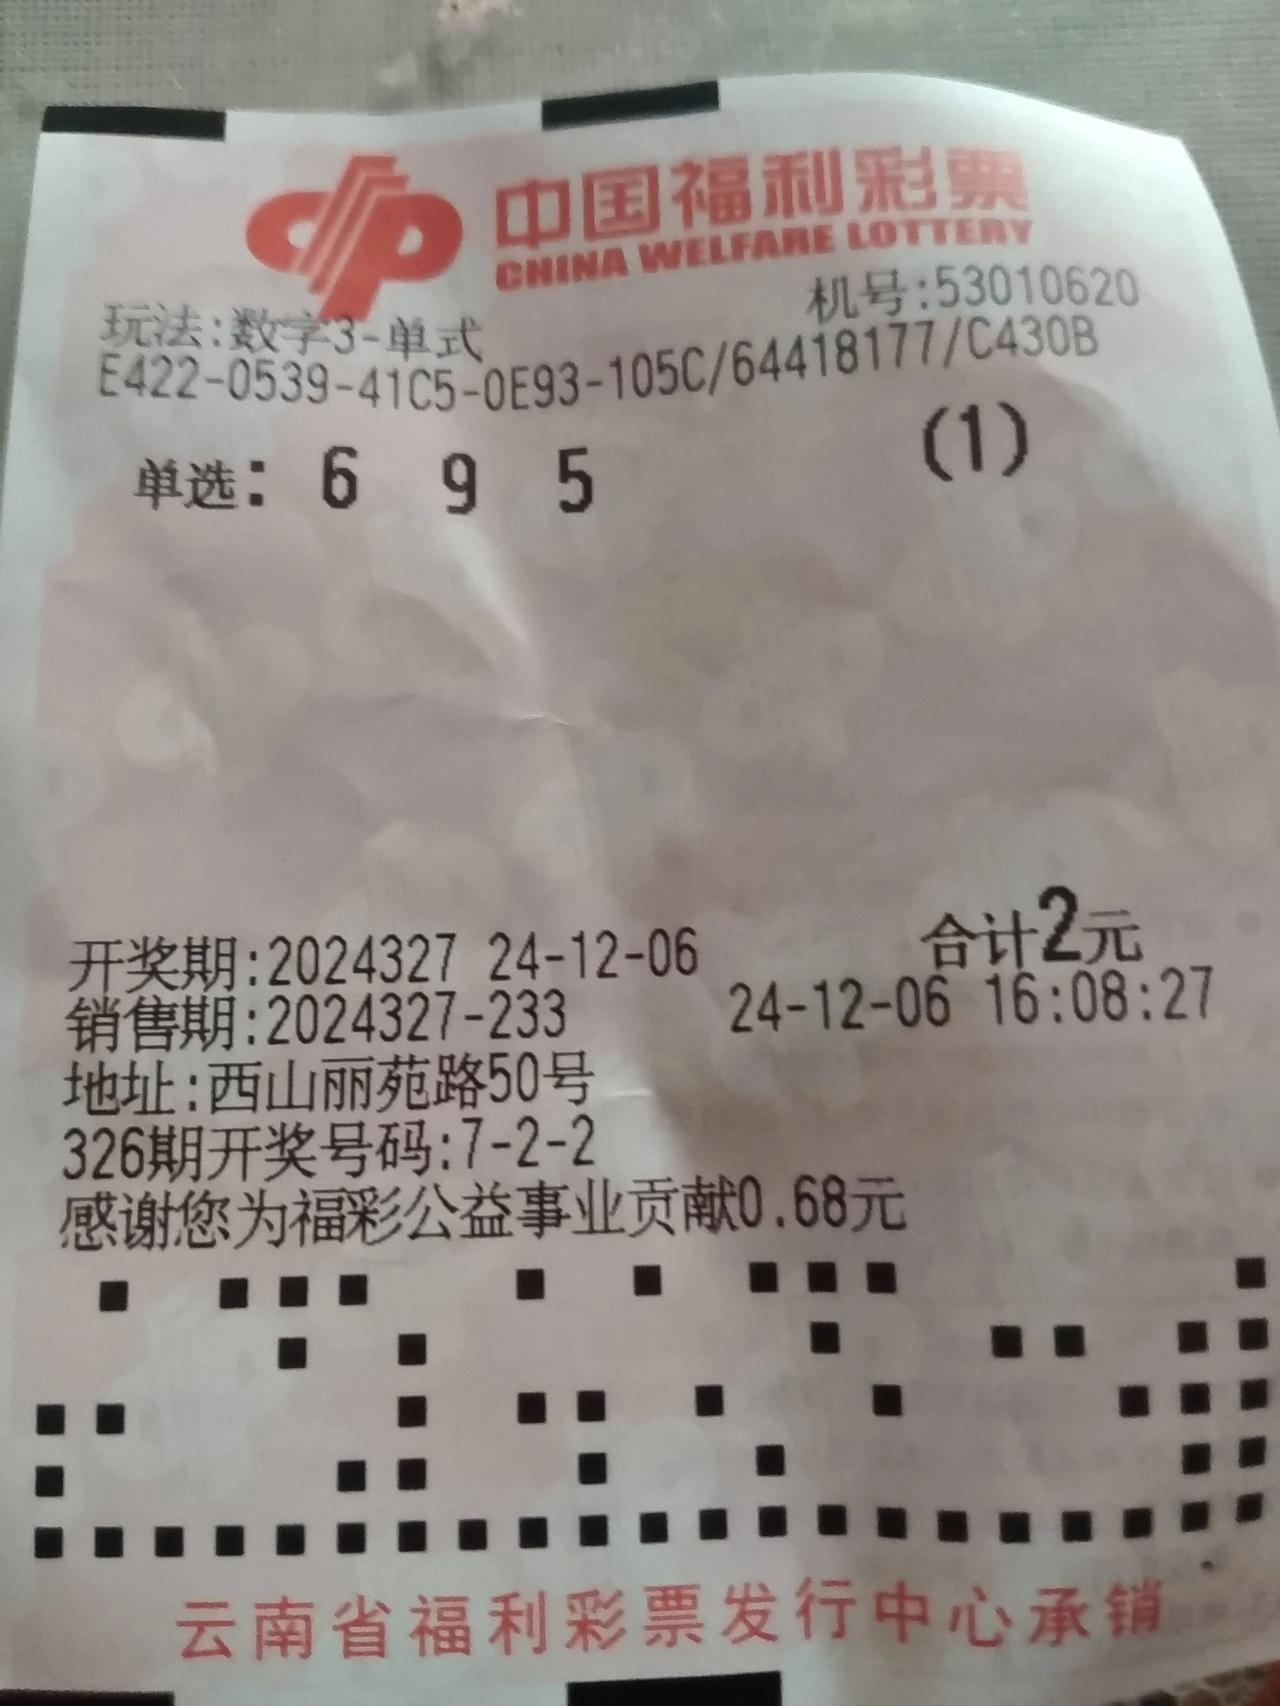 中国福利彩票
CHINA WELFARE LOTTERY
机号:53010620
玩法:数字3-单式
E422-0539-41C5-0E93-105C/64418177/C430B
单选: 6 9 5 (1)
合计2元
开奖期:2024327 24-12-06
销售期:2024327-233 24-12-06 16:08:27
地址:西山丽苑路50号
326期开奖号码:7-2-2
感谢您为福彩公益事业贡献0.68元
云南省福利彩票发行中心承销